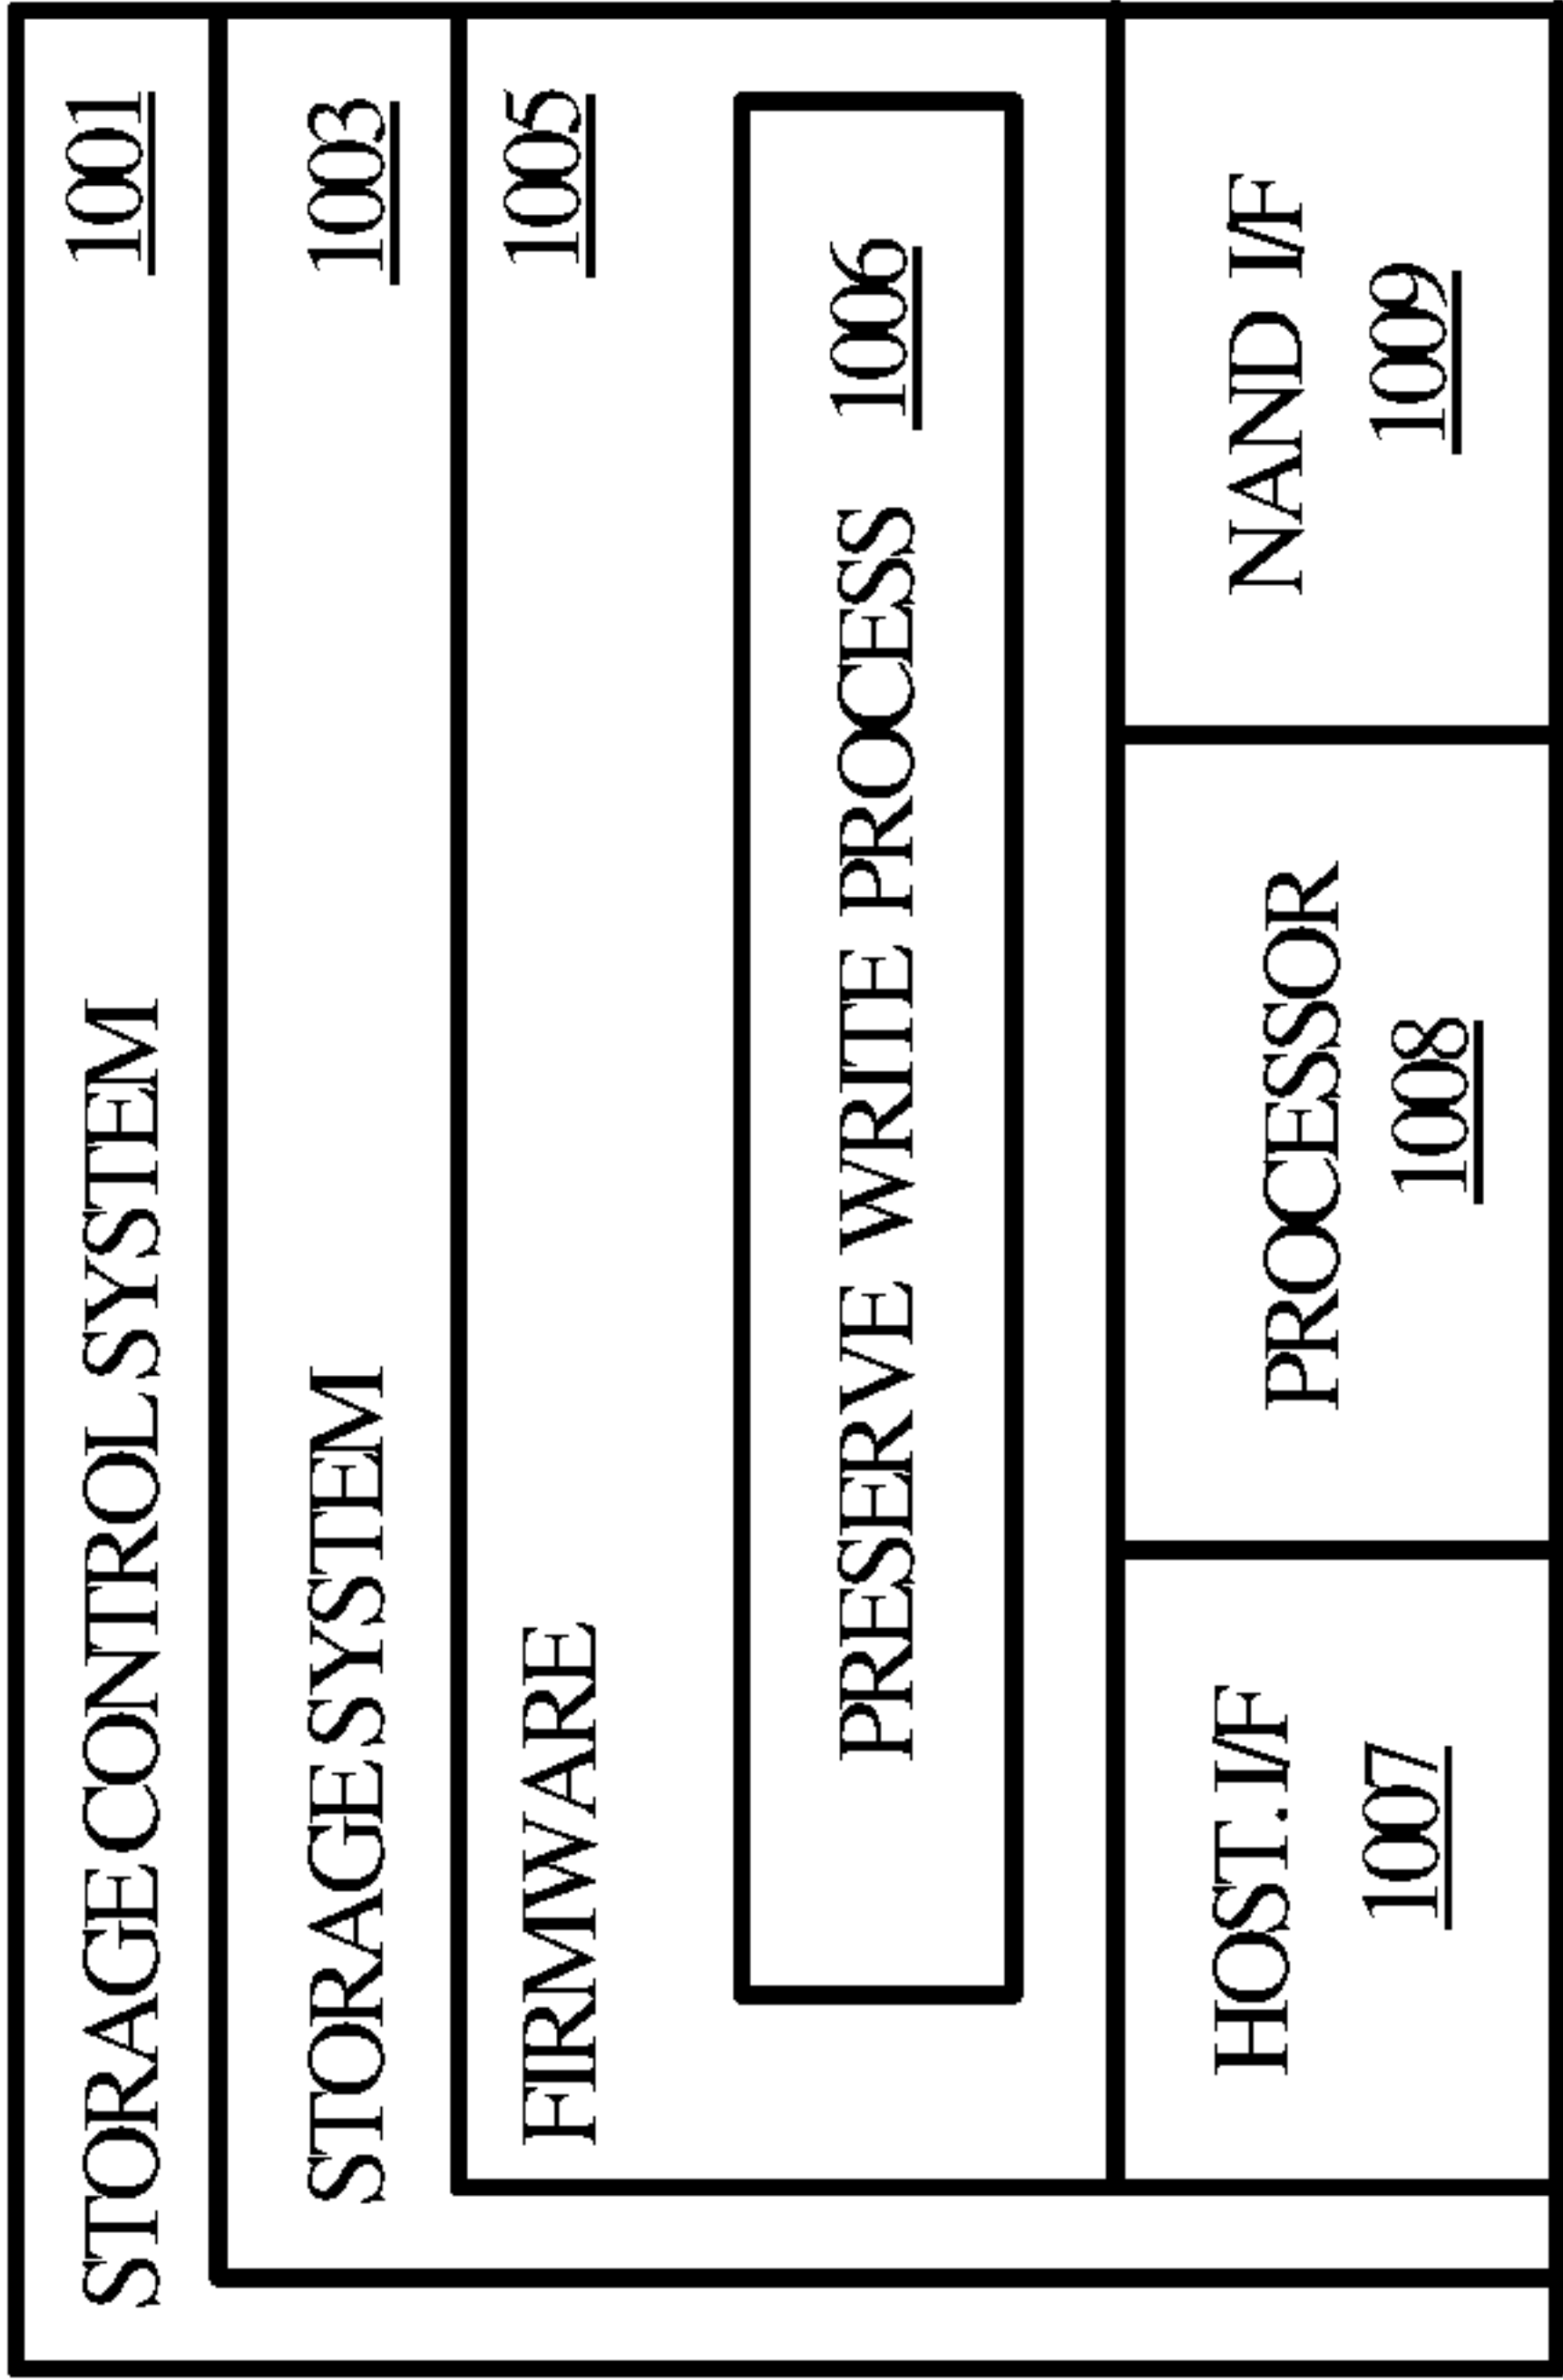 STORAGE CONTROL SYSTEM 1001
STORAGE SYSTEM 1003
FIRMWARE 1005
PRESERVE WRITE PROCESS 1006
HOST. I/F
1007
PROCESSOR
1008
NAND I/F
1009